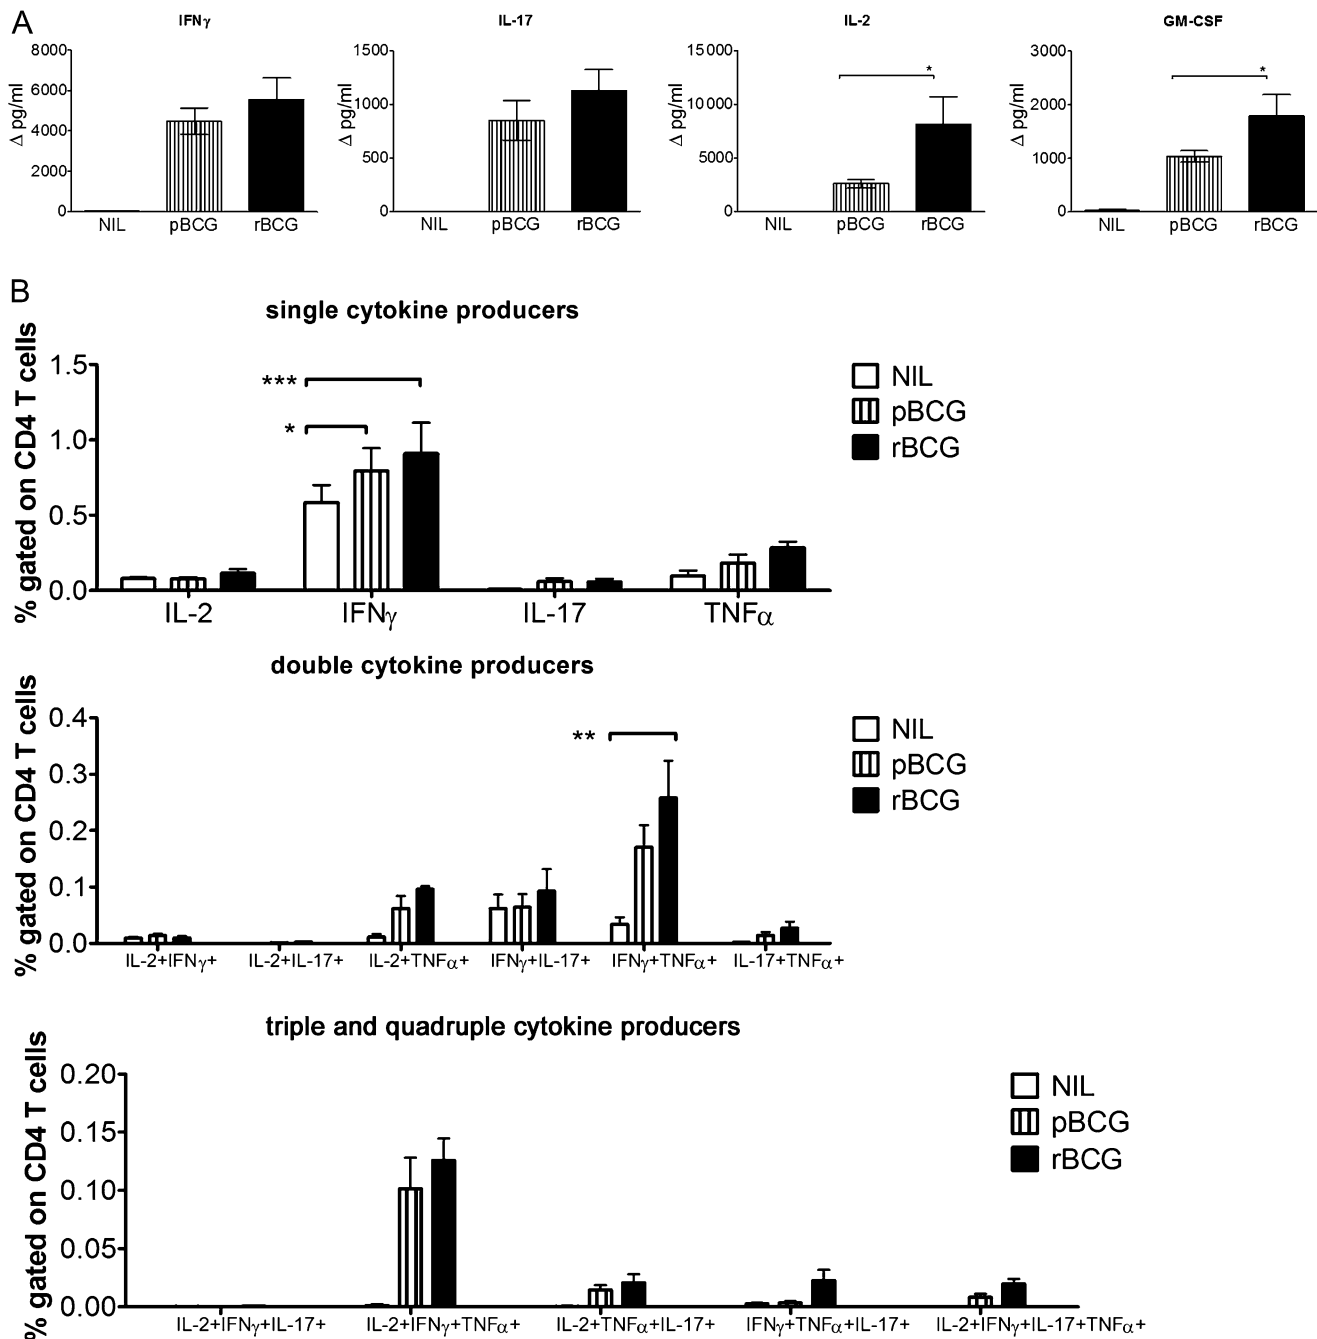 A
IFNγ
IL-17
IL-2
GM-CSF
8000
6000
4000
2000
0
Δ pg/ml
NIL pBCG rBCG
1500
1000
500
0
Δ pg/ml
NIL pBCG rBCG
15000
10000
5000
0
Δ pg/ml
*
NIL pBCG rBCG
3000
2000
1000
0
Δ pg/ml
*
NIL pBCG rBCG
B
single cytokine producers
% gated on CD4 T cells
1.5
1.0
0.5
0.0
***
*
NIL
pBCG
rBCG
IL-2 IFNγ IL-17 TNFα
double cytokine producers
% gated on CD4 T cells
0.4
0.3
0.2
0.1
0.0
**
NIL
pBCG
rBCG
IL-2+IFNγ+ IL-2+IL-17+ IL-2+TNFα+ IFNγ+IL-17+ IFNγ+TNFα+ IL-17+TNFα+
triple and quadruple cytokine producers
% gated on CD4 T cells
0.20
0.15
0.10
0.05
0.00
NIL
pBCG
rBCG
IL-2+IFNγ+IL-17+ IL-2+IFNγ+TNFα+ IL-2+TNFα+IL-17+ IFNγ+TNFα+IL-17+ IL-2+IFNγ+IL-17+TNFα+